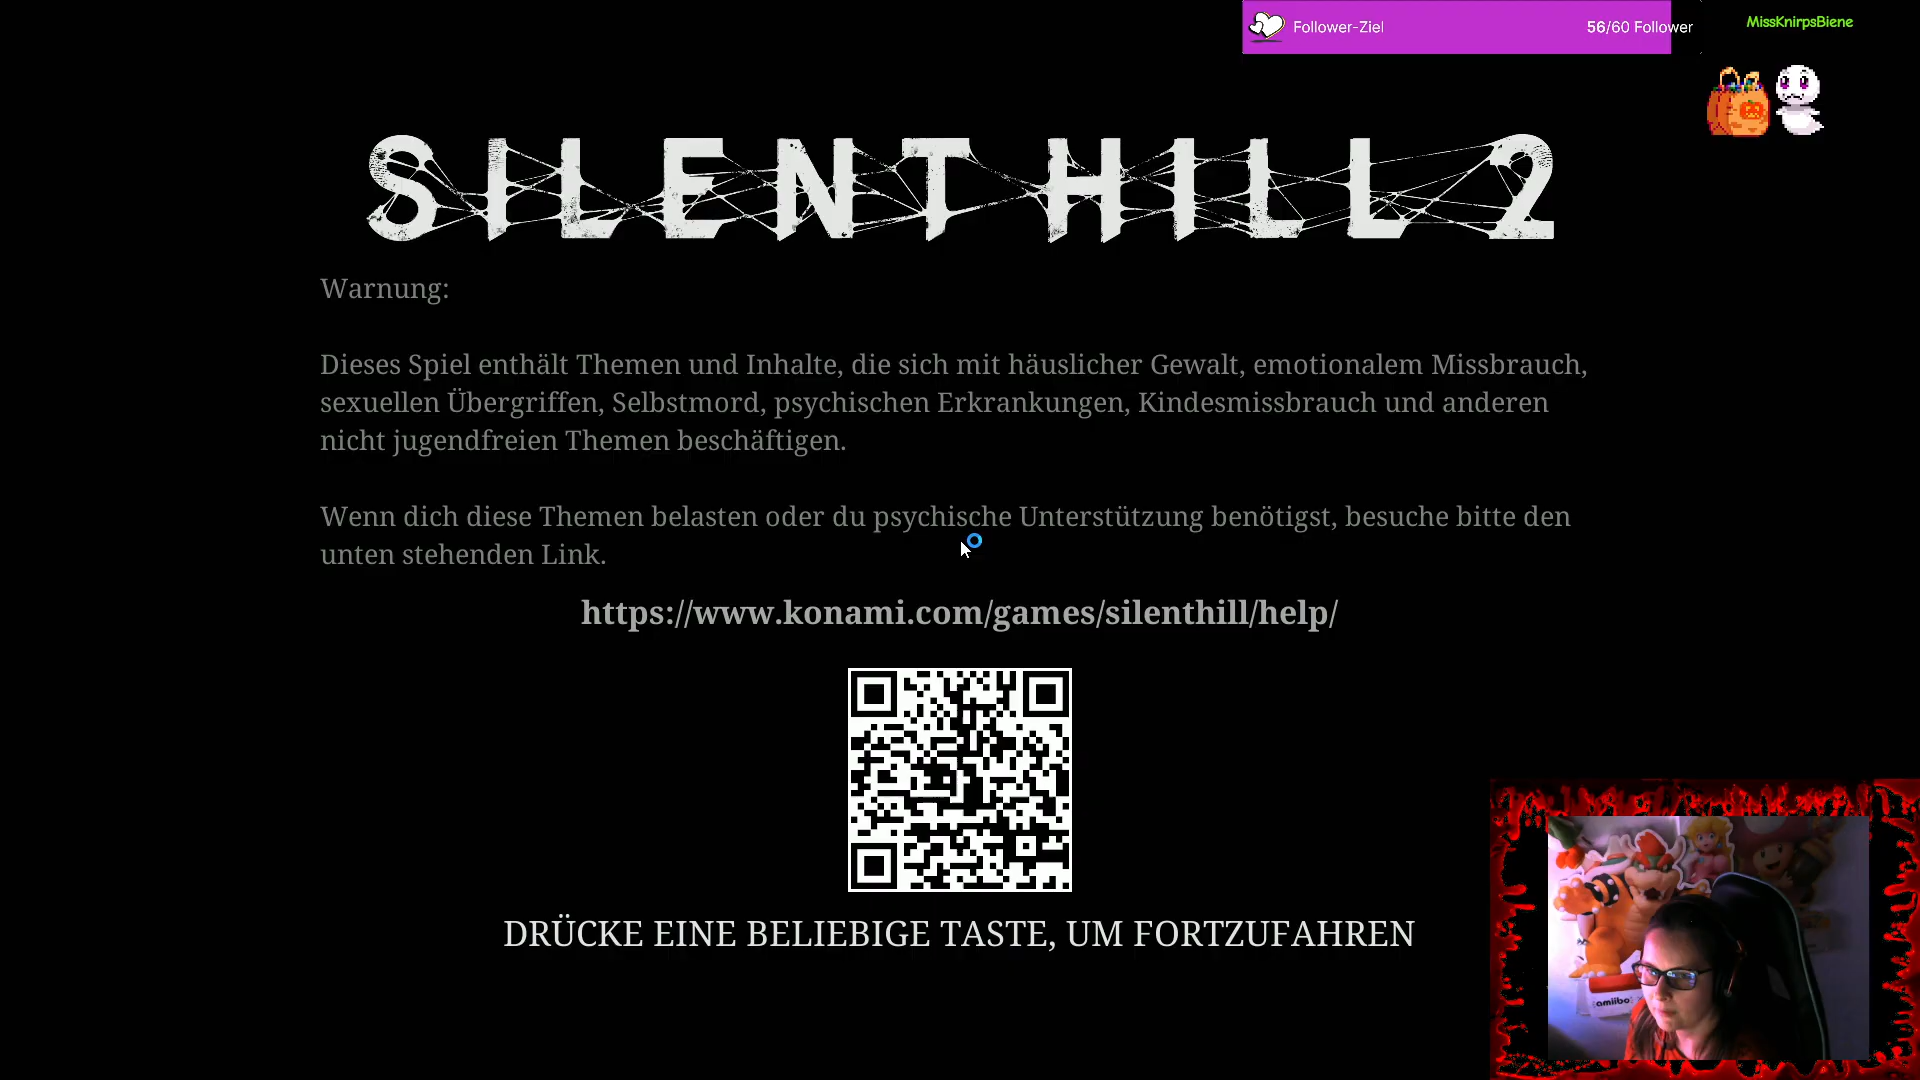 Follower-Ziel
56/60 Follower
MissKnirpsBiene
SILENT HILL 2
Warnung:
Dieses Spiel enthält Themen und Inhalte, die sich mit häuslicher Gewalt, emotionalem Missbrauch,
sexuellen Übergriffen, Selbstmord, psychischen Erkrankungen, Kindesmissbrauch und anderen
nicht jugendfreien Themen beschäftigen.
Wenn dich diese Themen belasten oder du psychische Unterstützung benötigst, besuche bitte den
unten stehenden Link.
https://www.konami.com/games/silenthill/help/
DRÜCKE EINE BELIEBIGE TASTE, UM FORTZUFAHREN
amiibo